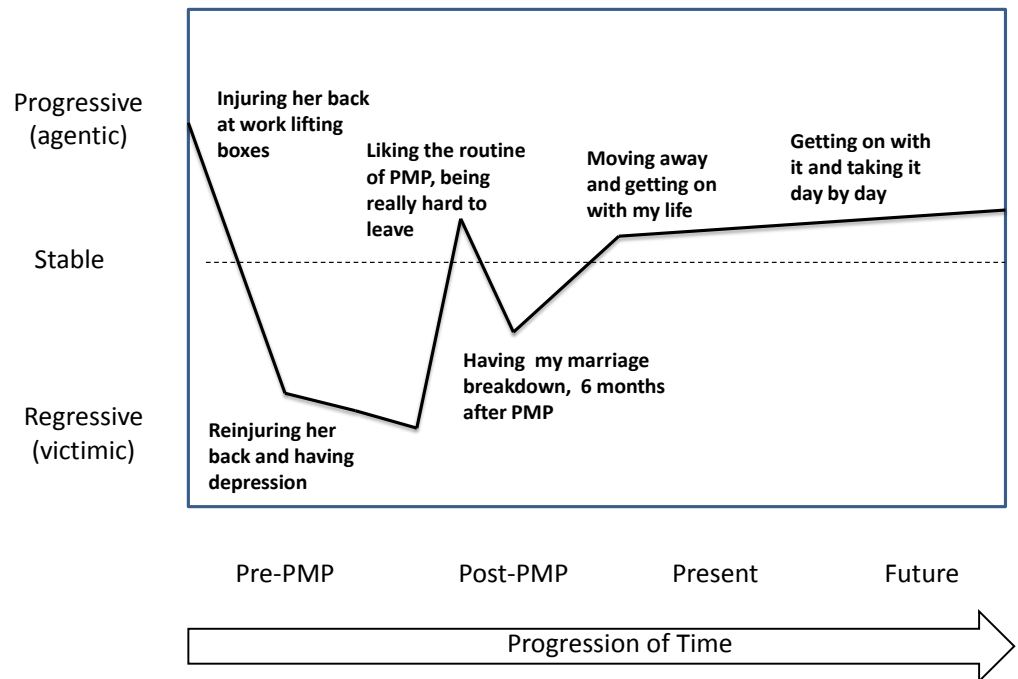 Progressive
(agentic)
Injuring her back
at work lifting
boxes
Liking the routine
of PMP, being
really hard to
leave
Moving away
and getting on
with my life
Getting on with
it and taking it
day by day
Stable
Having  my marriage
breakdown,  6 months
after PMP
Regressive
(victimic)
Reinjuring her
back and having
depression
Pre-PMP
Post-PMP
Present
Future
Progression of Time